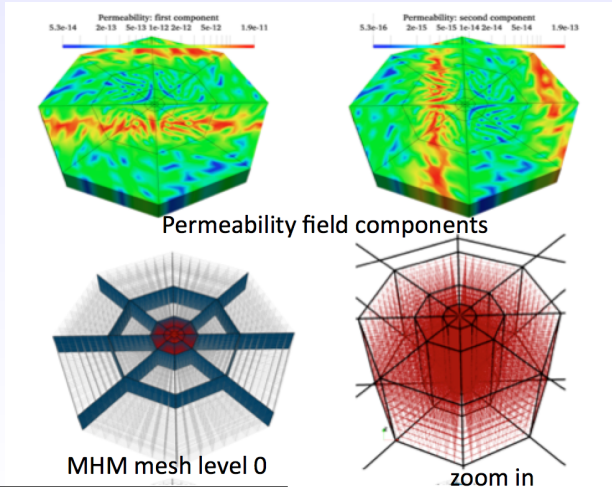 Permeability: first component
5.3e-14 2e-13 5e-13 1e-12 2e-12 5e-12 1.9e-11
Permeability: second component
5.3e-16 2e-15 5e-15 1e-14 2e-14 5e-14 1.9e-13
Permeability field components
MHM mesh level 0
zoom in